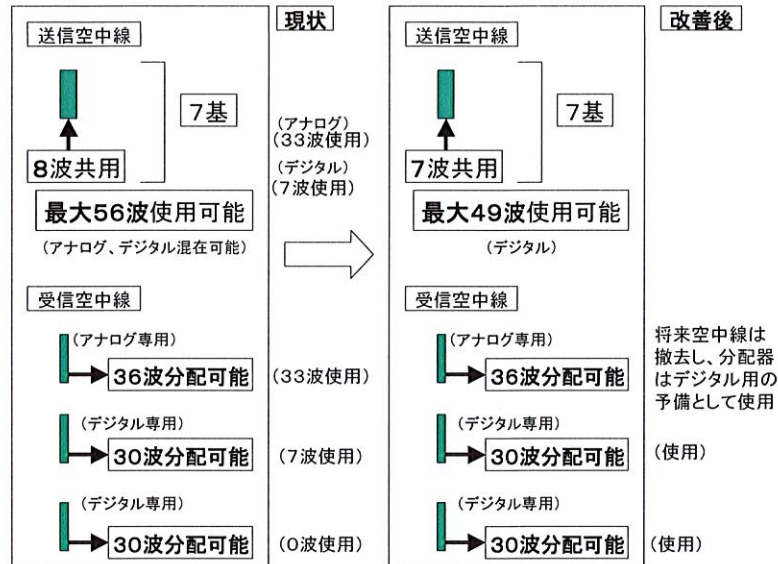 現状
送信空中線
7基
8波共用
最大56波使用可能
(アナログ、デジタル混在可能)
(アナログ)
(33波使用)
(デジタル)
(7波使用)
受信空中線
(アナログ専用)
36波分配可能
(33波使用)
(デジタル専用)
30波分配可能
(7波使用)
(デジタル専用)
30波分配可能
(0波使用)
改善後
送信空中線
7基
7波共用
最大49波使用可能
(デジタル)
受信空中線
(アナログ専用)
36波分配可能
将来空中線は
撤去し、分配器
はデジタル用の
予備として使用
(デジタル専用)
30波分配可能
(使用)
(デジタル専用)
30波分配可能
(使用)